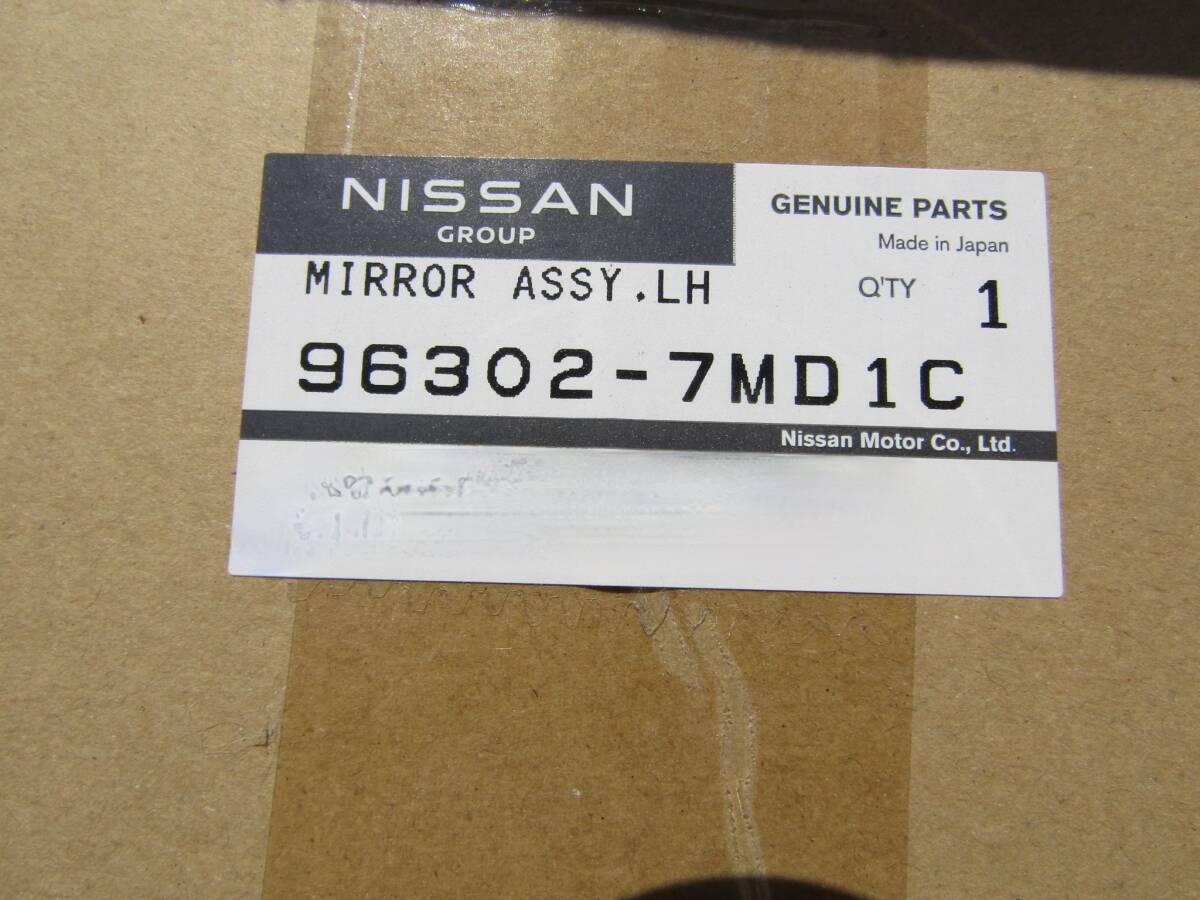 NISSAN
GROUP
GENUINE PARTS
Made in Japan
MIRROR ASSY.LH
Q'TY 1
96302-7MD1C
Nissan Motor Co., Ltd.